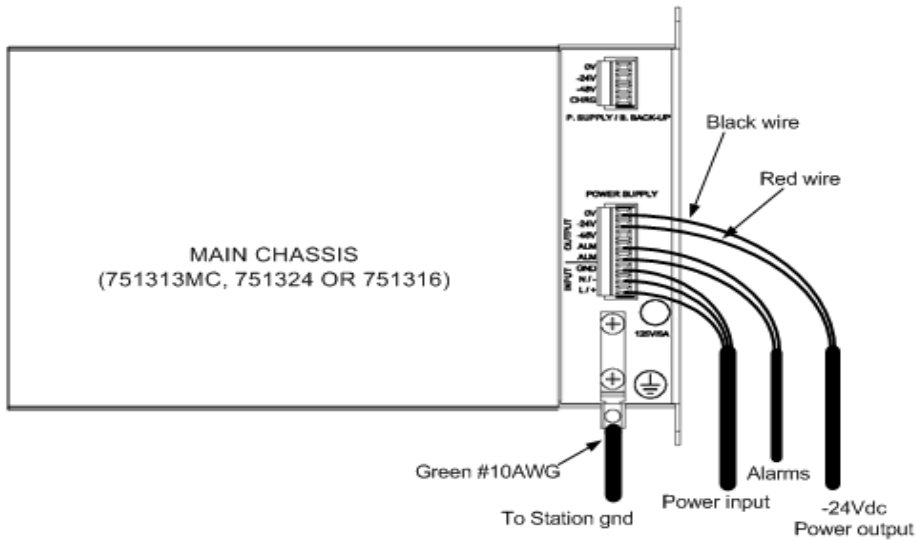 0V
-24V
-48V
CHRG
P. SUPPLY / B. BACK-UP
Black wire
Red wire
POWER SUPPLY
OUTPUT
0V
-24V
-48V
ALM
ALM
INPUT
GND
N / -
L / +
125V/5A
MAIN CHASSIS
(751313MC, 751324 OR 751316)
Green #10AWG
To Station gnd
Power input
Alarms
-24Vdc
Power output